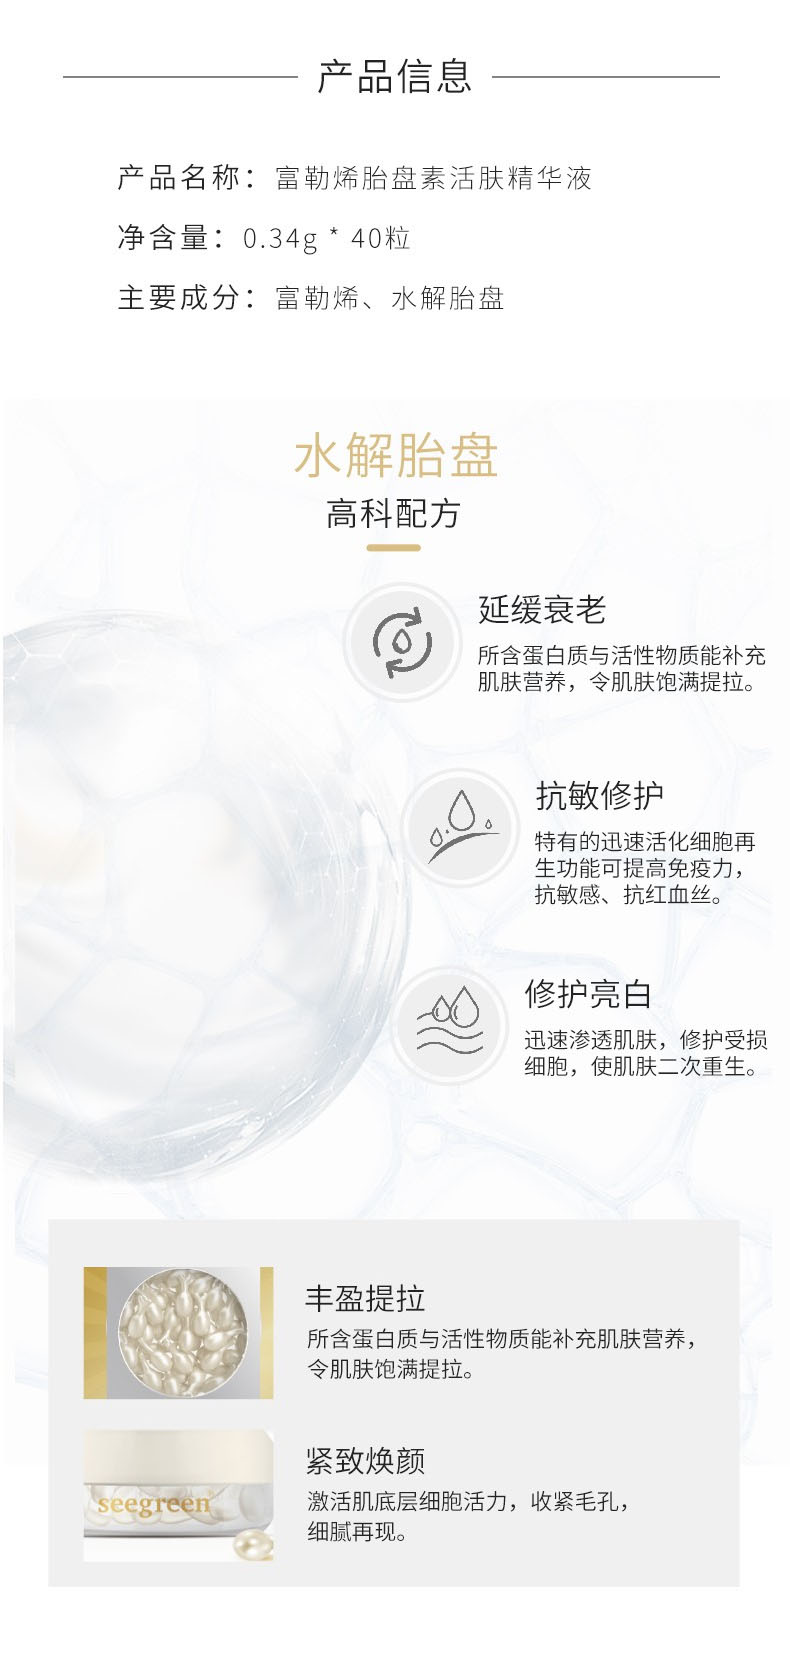 产品信息
产品名称：富勒烯胎盘素活肤精华液
净含量：0.34g * 40粒
主要成分：富勒烯、水解胎盘
水解胎盘
高科配方
延缓衰老
所含蛋白质与活性物质能补充
肌肤营养，令肌肤饱满提拉。
抗敏修护
特有的迅速活化细胞再
生功能可提高免疫力，
抗敏感、抗红血丝。
修护亮白
迅速渗透肌肤，修护受损
细胞，使肌肤二次重生。
丰盈提拉
所含蛋白质与活性物质能补充肌肤营养，
令肌肤饱满提拉。
seegreen
紧致焕颜
激活肌底层细胞活力，收紧毛孔，
细腻再现。